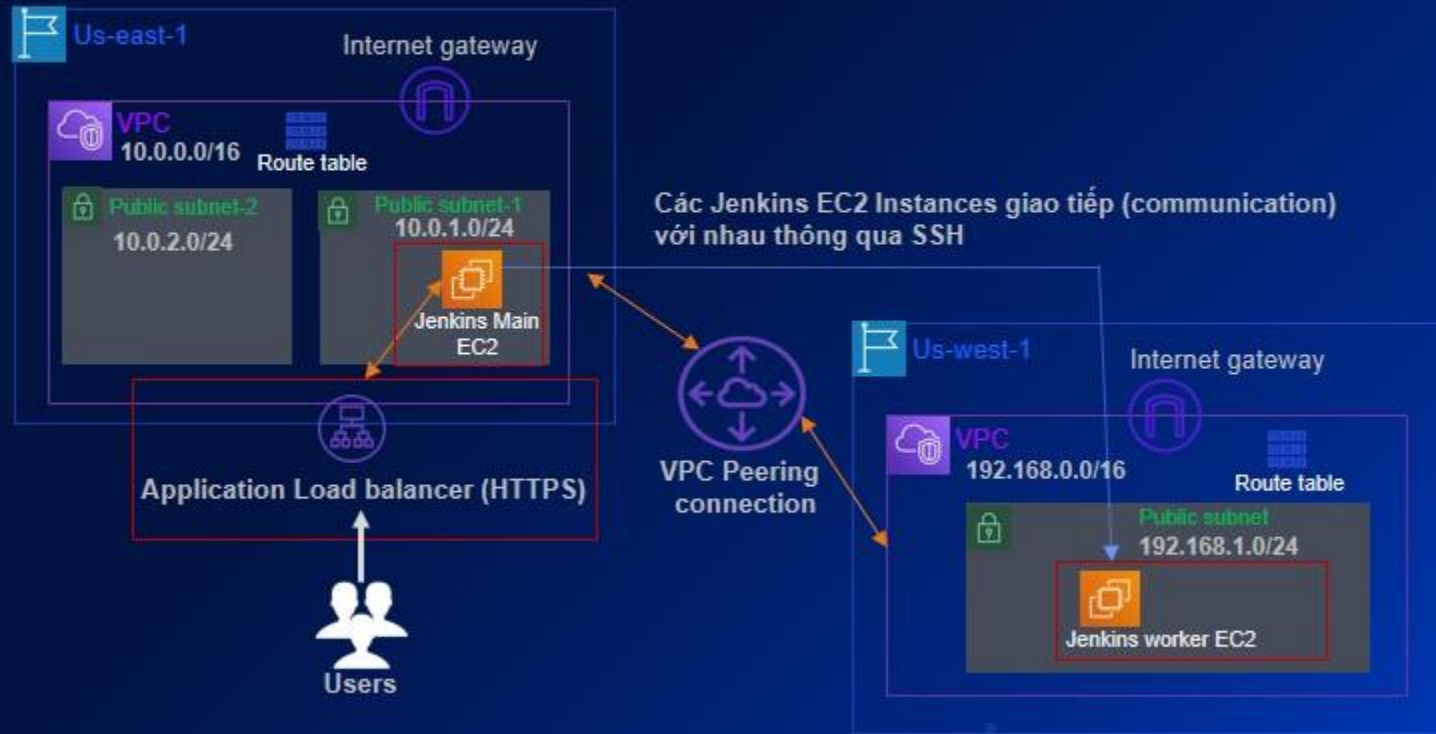 Us-east-1
Internet gateway
VPC
10.0.0.0/16
Route table
Public subnet-2
10.0.2.0/24
Public subnet-1
10.0.1.0/24
Jenkins Main
EC2
Application Load balancer (HTTPS)
Users
Các Jenkins EC2 Instances giao tiếp (communication)
với nhau thông qua SSH
VPC Peering
connection
Us-west-1
Internet gateway
VPC
192.168.0.0/16
Route table
Public subnet
192.168.1.0/24
Jenkins worker EC2